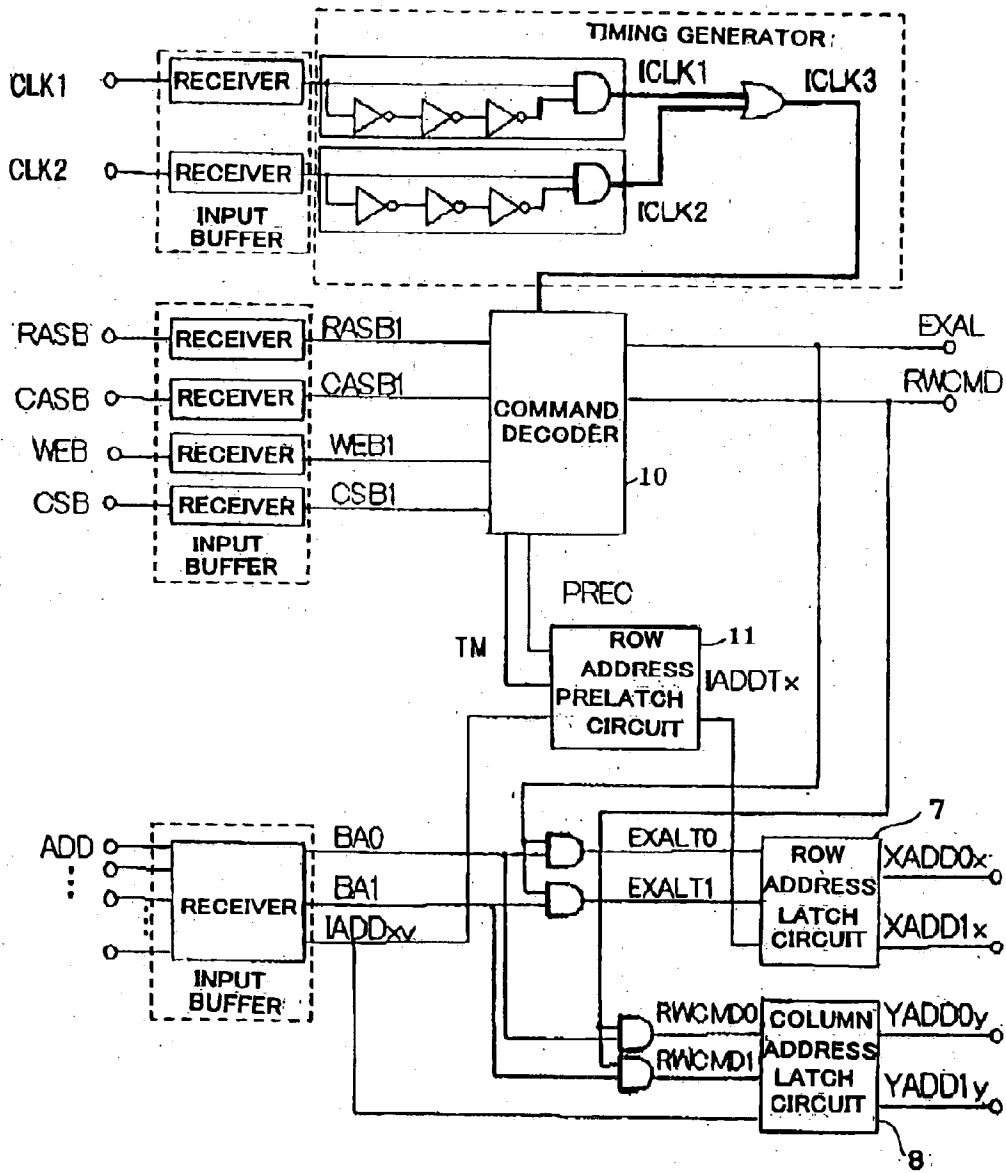 TIMING GENERATOR
CLK1
RECEIVER
ICLK1
ICLK3
CLK2
RECEIVER
ICLK2
INPUT
BUFFER
RASB
RECEIVER
RASB1
EXAL
CASB
RECEIVER
CASB1
COMMAND
DECODER
RWCMD
WEB
RECEIVER
WEB1
10
CSB
RECEIVER
CSB1
INPUT
BUFFER
PREC
TM
ROW
ADDRESS
PRELATCH
CIRCUIT
11
IADDTx
ADD
RECEIVER
BA0
BA1
IADDxy
INPUT
BUFFER
EXALT0
EXALT1
7
ROW
ADDRESS
LATCH
CIRCUIT
XADD0x
XADD1x
RWCMD0
RWCMD1
COLUMN
ADDRESS
LATCH
CIRCUIT
YADD0y
YADD1y
8